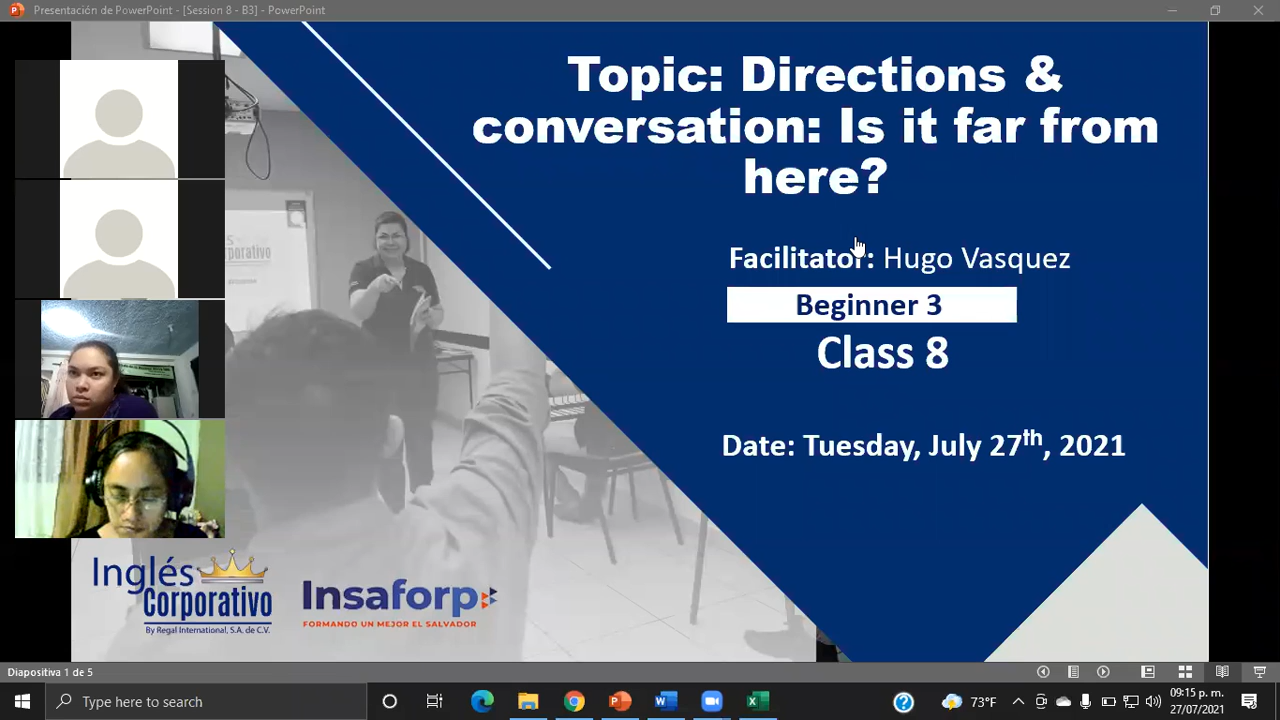 Presentación de PowerPoint - [Session 8 - B3] - PowerPoint
Topic: Directions &
conversation: Is it far from
here?
Facilitator: Hugo Vasquez
Beginner 3
Class 8
Date: Tuesday, July 27th, 2021
Inglés
Corporativo
By Regal International, S.A. de C.V.
Insaforp
FORMANDO UN MEJOR EL SALVADOR
Diapositiva 1 de 5
Type here to search
73°F
09:15 p. m.
27/07/2021